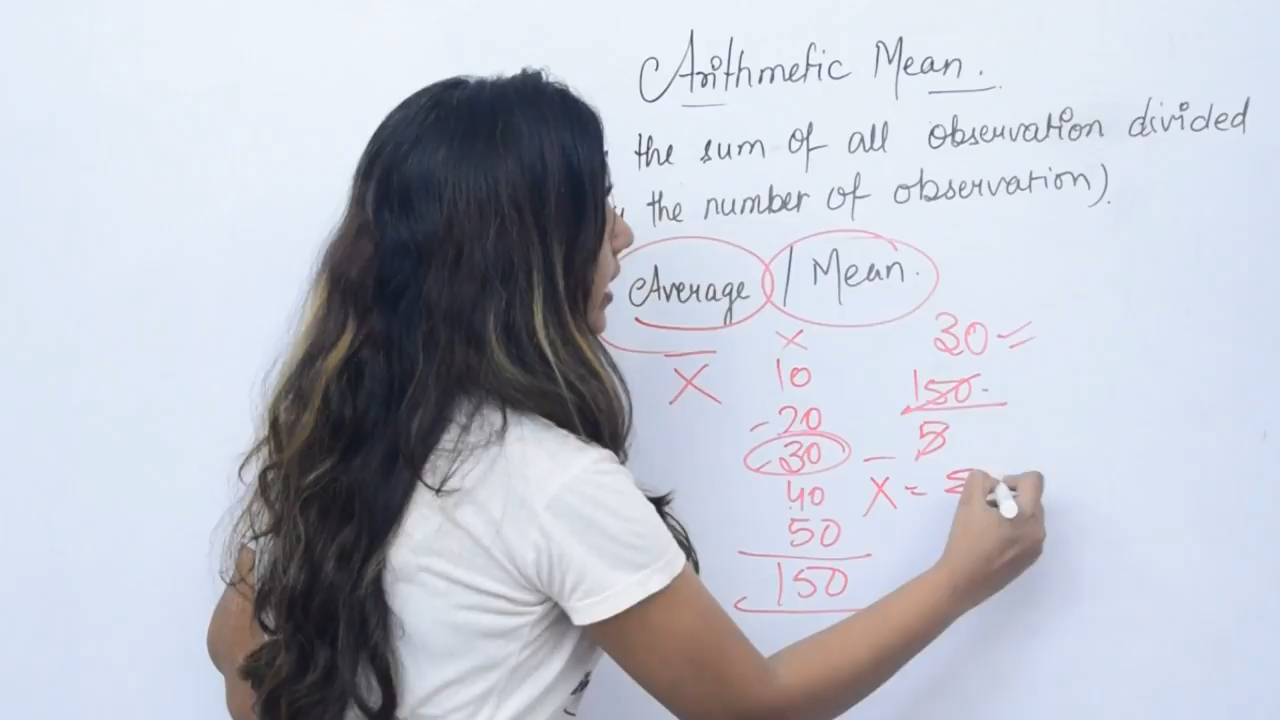 Arithmetic Mean.
the sum of all observation divided
the number of observation).
Average / Mean.
x
X̄
10
-20
-30
40
50
150
30=
150.
5
X̄ =